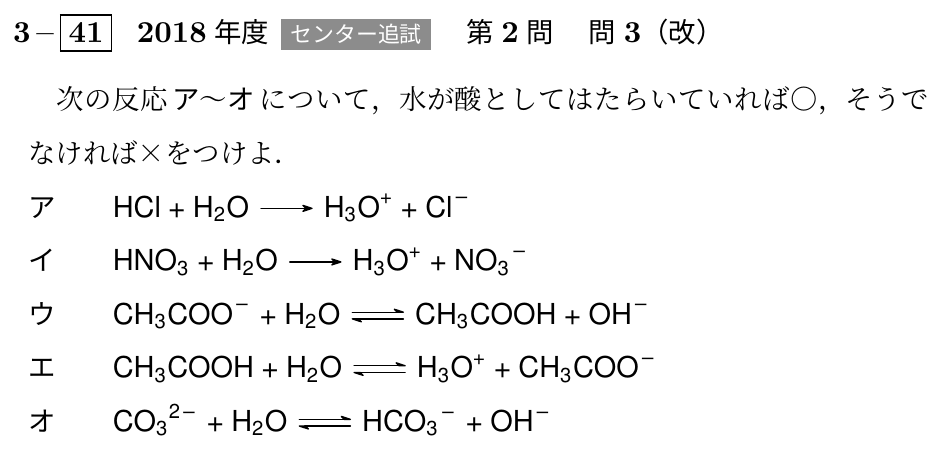 3－41 2018 年度 センター追試 第 2 問 問 3（改）
次の反応ア～オについて，水が酸としてはたらいていれば○，そうで
なければ×をつけよ．
ア HCl + H₂O ⟶ H₃O⁺ + Cl⁻
イ HNO₃ + H₂O ⟶ H₃O⁺ + NO₃⁻
ウ CH₃COO⁻ + H₂O ⇌ CH₃COOH + OH⁻
エ CH₃COOH + H₂O ⇌ H₃O⁺ + CH₃COO⁻
オ CO₃²⁻ + H₂O ⇌ HCO₃⁻ + OH⁻